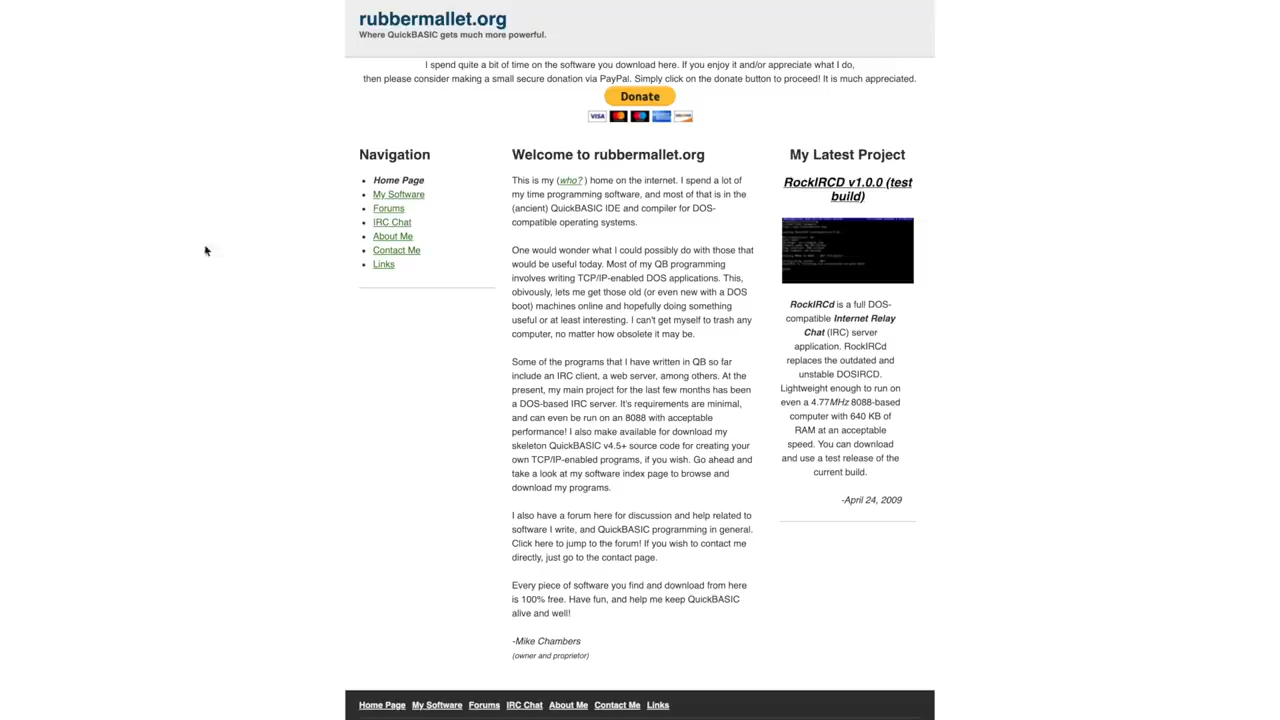 rubbermallet.org
Where QuickBASIC gets much more powerful.
I spend quite a bit of time on the software you download here. If you enjoy it and/or appreciate what I do,
then please consider making a small secure donation via PayPal. Simply click on the donate button to proceed! It is much appreciated.
Donate
VISA
Navigation
Home Page
My Software
Forums
IRC Chat
About Me
Contact Me
Links
Welcome to rubbermallet.org
This is my (who? ) home on the internet. I spend a lot of
my time programming software, and most of that is in the
(ancient) QuickBASIC IDE and compiler for DOS-
compatible operating systems.
One would wonder what I could possibly do with those that
would be useful today. Most of my QB programming
involves writing TCP/IP-enabled DOS applications. This,
obivously, lets me get those old (or even new with a DOS
boot) machines online and hopefully doing something
useful or at least interesting. I can't get myself to trash any
computer, no matter how obsolete it may be.
Some of the programs that I have written in QB so far
include an IRC client, a web server, among others. At the
present, my main project for the last few months has been
a DOS-based IRC server. It's requirements are minimal,
and can even be run on an 8088 with acceptable
performance! I also make available for download my
skeleton QuickBASIC v4.5+ source code for creating your
own TCP/IP-enabled programs, if you wish. Go ahead and
take a look at my software index page to browse and
download my programs.
I also have a forum here for discussion and help related to
software I write, and QuickBASIC programming in general.
Click here to jump to the forum! If you wish to contact me
directly, just go to the contact page.
Every piece of software you find and download from here
is 100% free. Have fun, and help me keep QuickBASIC
alive and well!
-Mike Chambers
(owner and proprietor)
My Latest Project
RockIRCD v1.0.0 (test
build)
RockIRCd is a full DOS-
compatible Internet Relay
Chat (IRC) server
application. RockIRCd
replaces the outdated and
unstable DOSIRCD.
Lightweight enough to run on
even a 4.77MHz 8088-based
computer with 640 KB of
RAM at an acceptable
speed. You can download
and use a test release of the
current build.
-April 24, 2009
Home Page My Software Forums IRC Chat About Me Contact Me Links